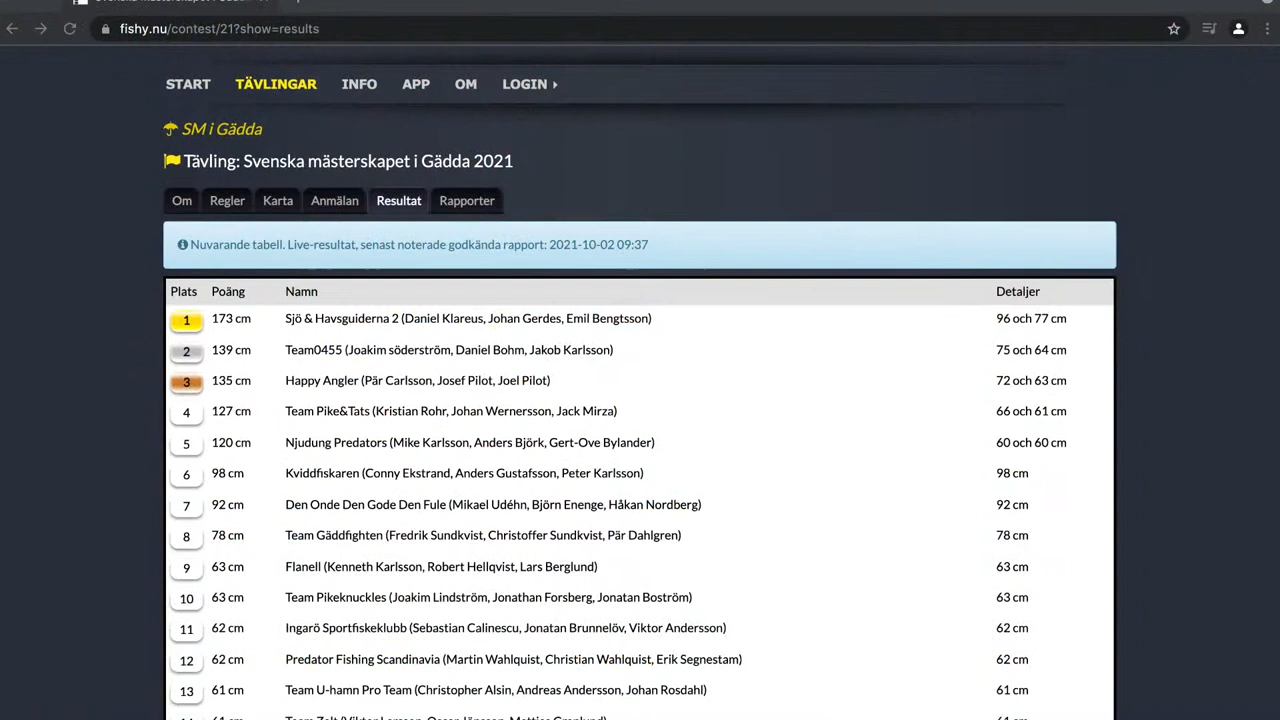 fishy.nu/contest/21?show=results
START TÄVLINGAR INFO APP OM LOGIN
SM i Gädda
Tävling: Svenska mästerskapet i Gädda 2021
Om Regler Karta Anmälan Resultat Rapporter
Nuvarande tabell. Live-resultat, senast noterade godkända rapport: 2021-10-02 09:37
Plats Poäng Namn Detaljer
1 173 cm Sjö & Havsguiderna 2 (Daniel Klareus, Johan Gerdes, Emil Bengtsson) 96 och 77 cm
2 139 cm Team0455 (Joakim söderström, Daniel Bohm, Jakob Karlsson) 75 och 64 cm
3 135 cm Happy Angler (Pär Carlsson, Josef Pilot, Joel Pilot) 72 och 63 cm
4 127 cm Team Pike&Tats (Kristian Rohr, Johan Wernersson, Jack Mirza) 66 och 61 cm
5 120 cm Njudung Predators (Mike Karlsson, Anders Björk, Gert-Ove Bylander) 60 och 60 cm
6 98 cm Kviddfiskaren (Conny Ekstrand, Anders Gustafsson, Peter Karlsson) 98 cm
7 92 cm Den Onde Den Gode Den Fule (Mikael Udéhn, Björn Enenge, Håkan Nordberg) 92 cm
8 78 cm Team Gäddfighten (Fredrik Sundkvist, Christoffer Sundkvist, Pär Dahlgren) 78 cm
9 63 cm Flanell (Kenneth Karlsson, Robert Hellqvist, Lars Berglund) 63 cm
10 63 cm Team Pikeknuckles (Joakim Lindström, Jonathan Forsberg, Jonatan Boström) 63 cm
11 62 cm Ingarö Sportfiskeklubb (Sebastian Calinescu, Jonatan Brunnelöv, Viktor Andersson) 62 cm
12 62 cm Predator Fishing Scandinavia (Martin Wahlquist, Christian Wahlquist, Erik Segnestam) 62 cm
13 61 cm Team U-hamn Pro Team (Christopher Alsin, Andreas Andersson, Johan Rosdahl) 61 cm